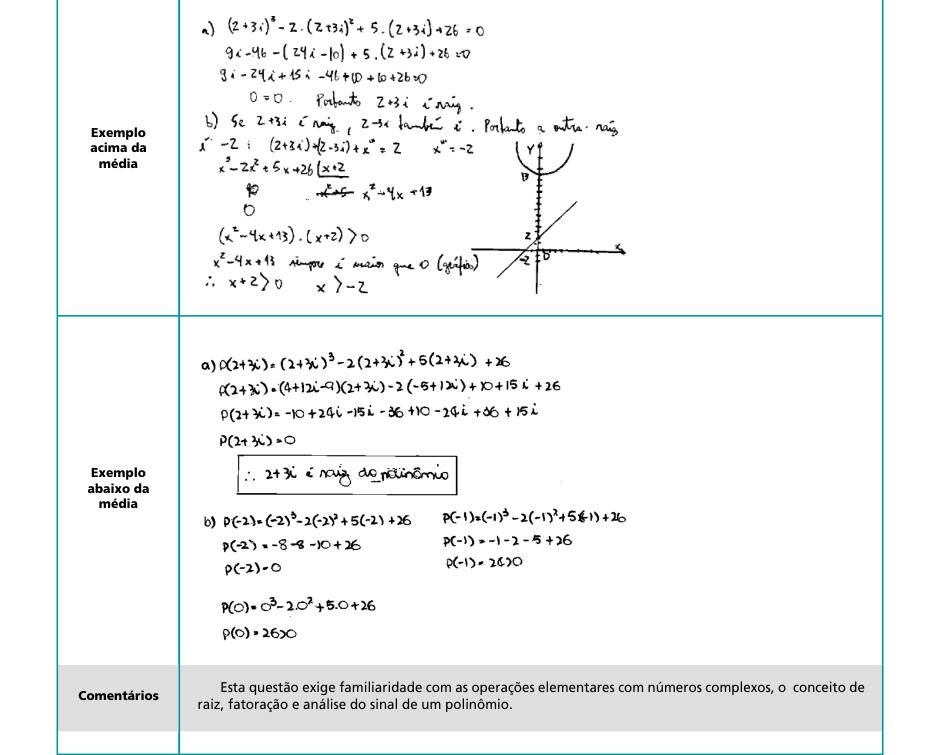 Exemplo
acima da
média
a) (2+3i)³ - 2.(2+3i)² + 5.(2+3i) + 26 = 0
9i - 46 - (24i - 10) + 5.(2+3i) + 26 = 0
9i - 24i + 15i - 46 + 10 + 10 + 26 = 0
0 = 0. Portanto 2+3i é raiz.
b) Se 2+3i é raiz, 2-3i também é. Portanto a outra raiz
é -2 : (2+3i)+(2-3i)+x''' = 2 x''' = -2
x³-2x²+5x+26 x+2
x²-4x+13
0
(x²-4x+13).(x+2) > 0
x²-4x+13 sempre é maior que 0 (gráfico)
∴ x+2 > 0 x > -2
Y
13
2
-2
0
x
Exemplo
abaixo da
média
a) P(2+3i) = (2+3i)³ - 2(2+3i)² + 5(2+3i) + 26
P(2+3i) = (4+12i-9)(2+3i) - 2(-5+12i) + 10 + 15i + 26
P(2+3i) = -10 + 24i - 15i - 36 + 10 - 24i + 36 + 15i
P(2+3i) = 0
∴ 2+3i é raiz do polinômio
b) P(-2) = (-2)³ - 2(-2)² + 5(-2) + 26
P(-2) = -8 - 8 - 10 + 26
P(-2) = 0
P(-1) = (-1)³ - 2(-1)² + 5(-1) + 26
P(-1) = -1 - 2 - 5 + 26
P(-1) =
P(0) = 0³ - 2.0² + 5.0 + 26
P(0) = 26>0
Comentários
Esta questão exige familiaridade com as operações elementares com números complexos, o conceito de
raiz, fatoração e análise do sinal de um polinômio.